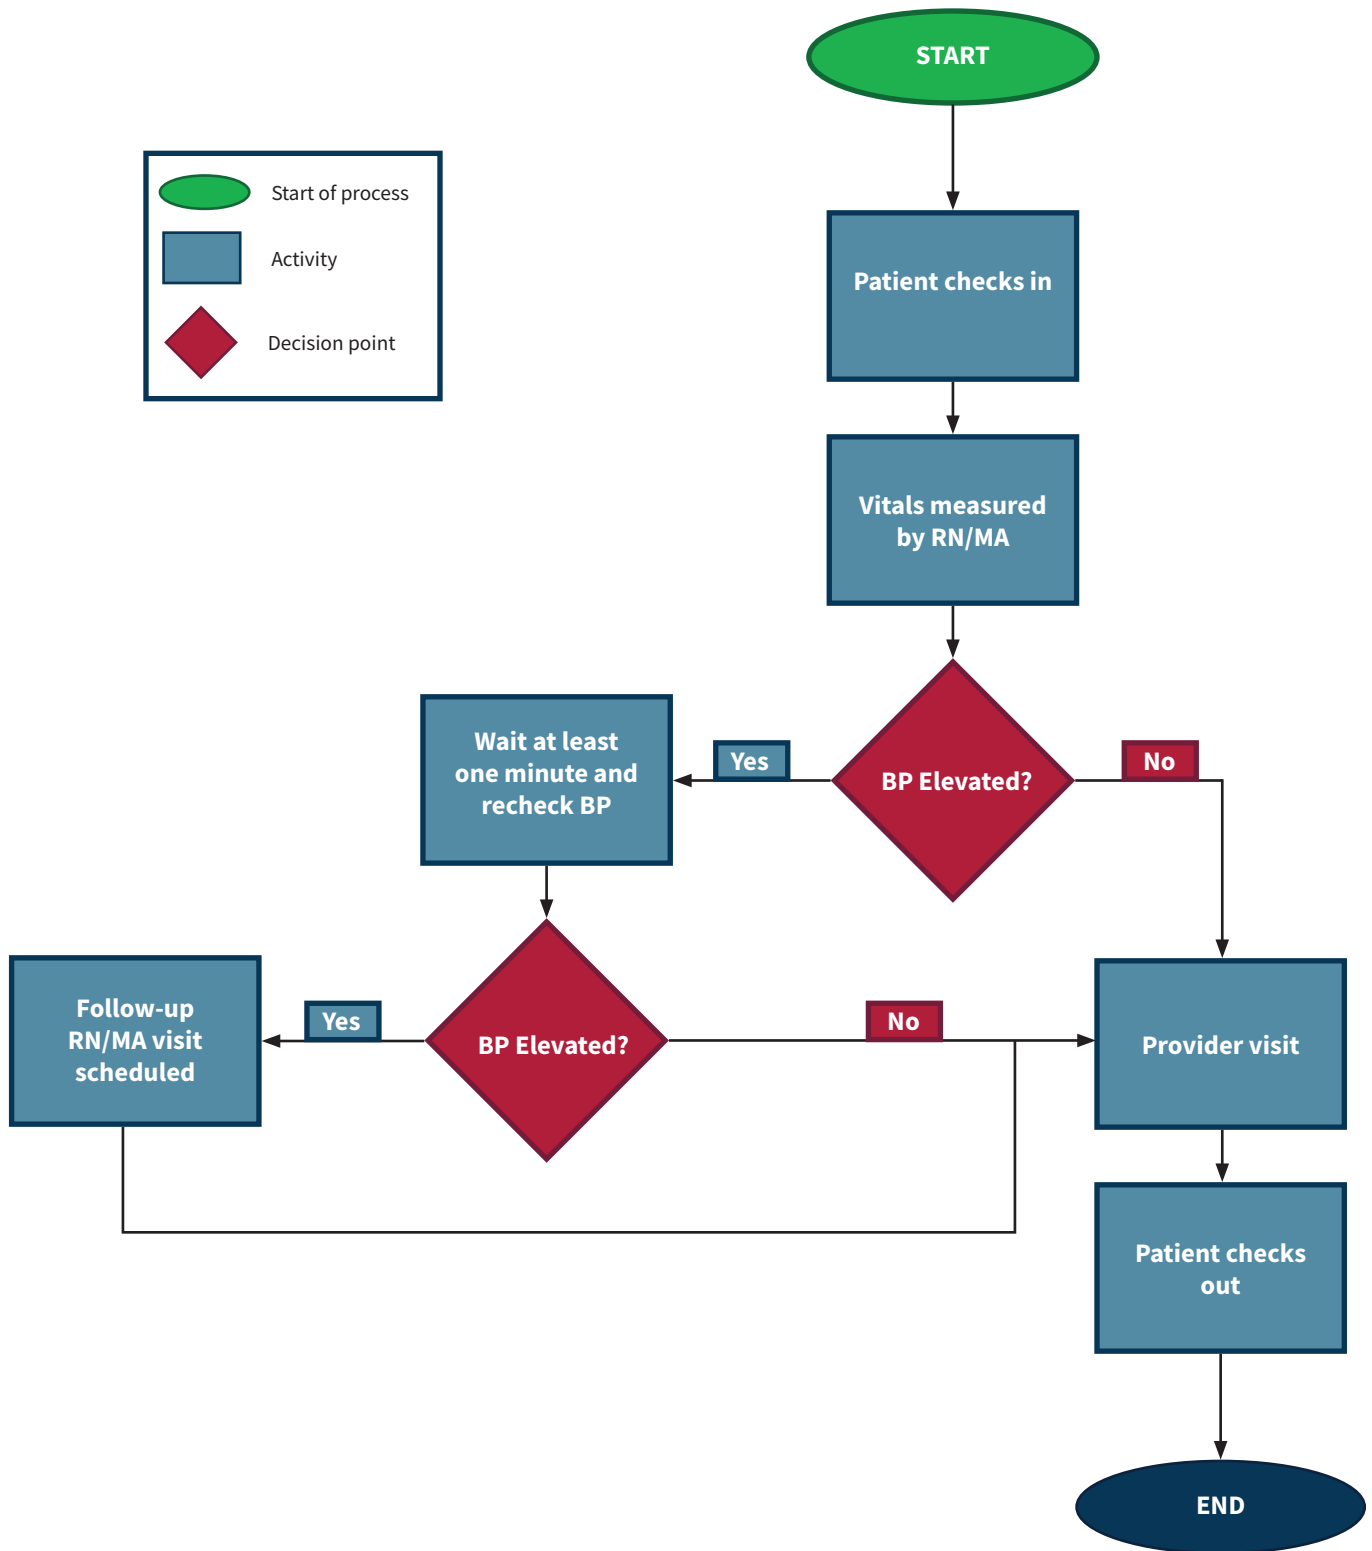 START
Start of process
Activity
Decision point
Patient checks in
Vitals measured
by RN/MA
Wait at least
one minute and
recheck BP
Yes
BP Elevated?
No
Follow-up
RN/MA visit
scheduled
Yes
BP Elevated?
No
Provider visit
Patient checks
out
END